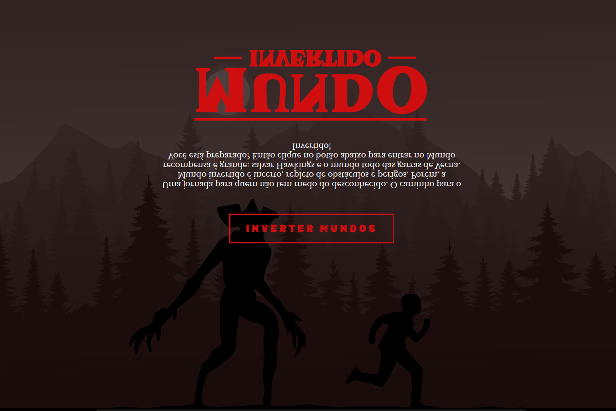 MUNDO
INVERTIDO
Uma jornada para quem não tem medo do desconhecido. O caminho para o
Mundo invertido é incerto, repleto de obstáculos e perigos. Porém, a
recompensa é grande: salvar Hawkings e o mundo todo das garras de Vecna.
Você está preparado? Então clique no botão abaixo para entrar no Mundo
Invertido!
INVERTER MUNDOS